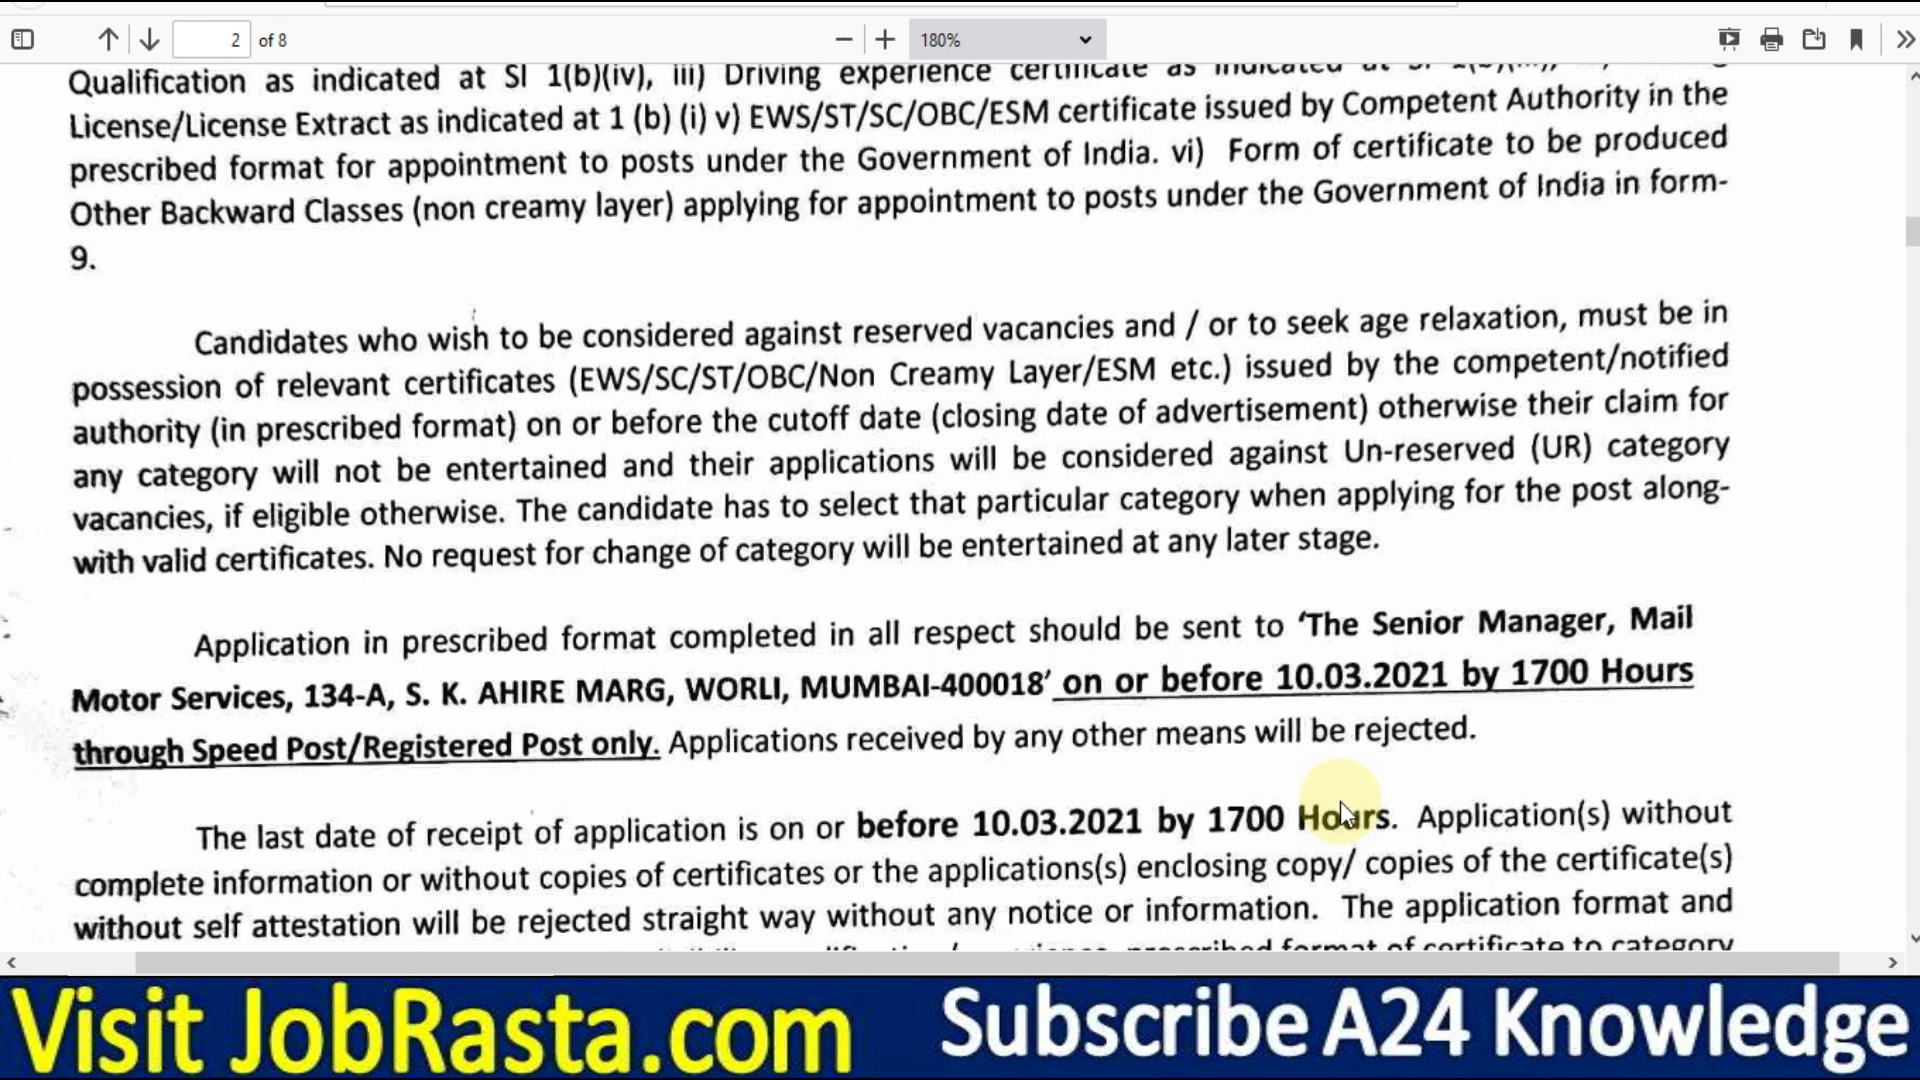 2 of 8
180%
Qualification as indicated at SI 1(b)(iv), iii) Driving experience certificate as indicated at
License/License Extract as indicated at 1 (b) (i) v) EWS/ST/SC/OBC/ESM certificate issued by Competent Authority in the
prescribed format for appointment to posts under the Government of India. vi) Form of certificate to be produced
Other Backward Classes (non creamy layer) applying for appointment to posts under the Government of India in form-
9.
Candidates who wish to be considered against reserved vacancies and / or to seek age relaxation, must be in
possession of relevant certificates (EWS/SC/ST/OBC/Non Creamy Layer/ESM etc.) issued by the competent/notified
authority (in prescribed format) on or before the cutoff date (closing date of advertisement) otherwise their claim for
any category will not be entertained and their applications will be considered against Un-reserved (UR) category
vacancies, if eligible otherwise. The candidate has to select that particular category when applying for the post along-
with valid certificates. No request for change of category will be entertained at any later stage.
Application in prescribed format completed in all respect should be sent to 'The Senior Manager, Mail
Motor Services, 134-A, S. K. AHIRE MARG, WORLI, MUMBAI-400018' on or before 10.03.2021 by 1700 Hours
through Speed Post/Registered Post only. Applications received by any other means will be rejected.
The last date of receipt of application is on or before 10.03.2021 by 1700 Hours. Application(s) without
complete information or without copies of certificates or the applications(s) enclosing copy/ copies of the certificate(s)
without self attestation will be rejected straight way without any notice or information. The application format and
prescribed format of certificate to category
Visit JobRasta.com Subscribe A24 Knowledge